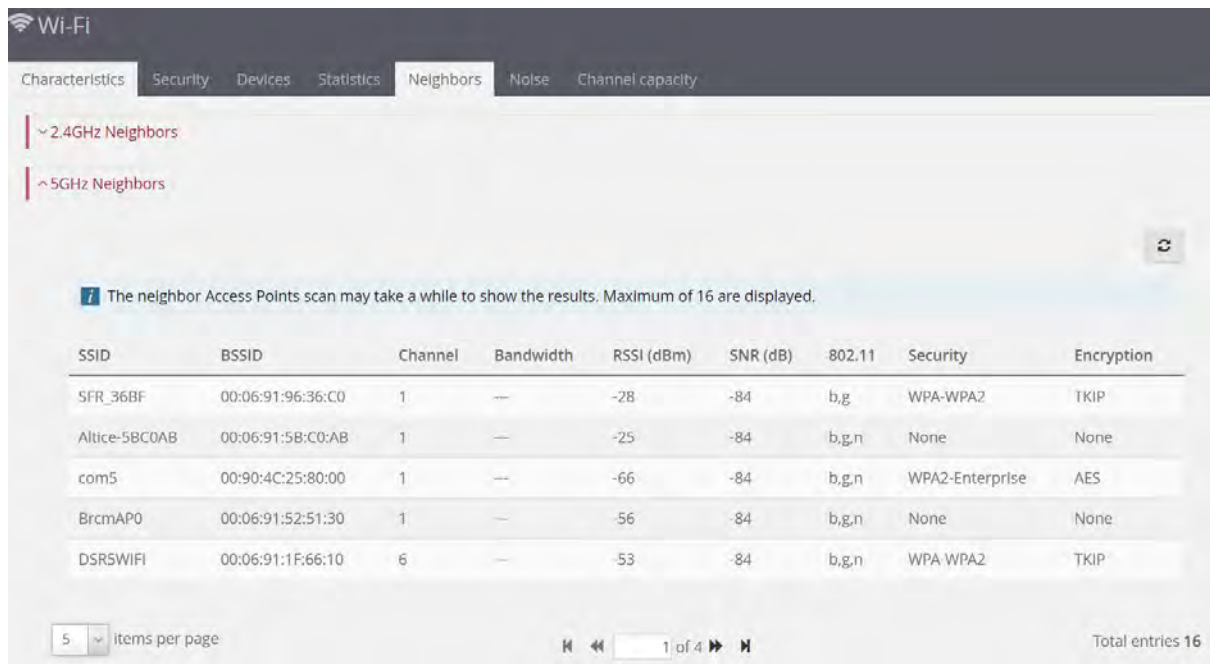 Wi-Fi
Characteristics Security Devices Statistics Neighbors Noise Channel capacity
2.4GHz Neighbors
5GHz Neighbors
i The neighbor Access Points scan may take a while to show the results. Maximum of 16 are displayed.
SSID BSSID Channel Bandwidth RSSI (dBm) SNR (dB) 802.11 Security Encryption
SFR_36BF 00:06:91:96:36:C0 1 --- -28 -84 b,g WPA-WPA2 TKIP
Altice-5BC0AB 00:06:91:5B:C0:AB 1 --- -25 -84 b,g,n None None
com5 00:90:4C:25:80:00 1 --- -66 -84 b,g,n WPA2-Enterprise AES
BrcmAP0 00:06:91:52:51:30 1 --- -56 -84 b,g,n None None
DSR5WIFI 00:06:91:1F:66:10 6 --- -53 -84 b,g,n WPA-WPA2 TKIP
5 items per page 1 of 4 Total entries 16